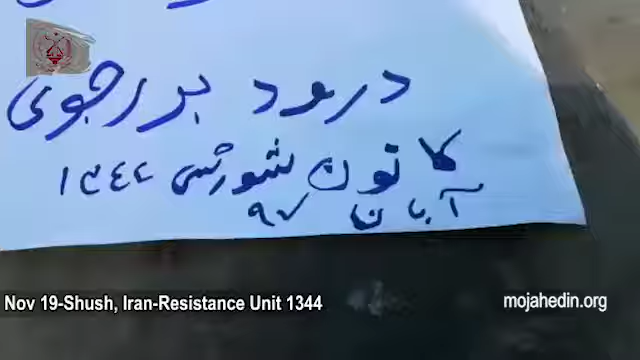 درود بر رجوی
کانون شورشی ۱۳۴۴
آبان ۹۷
Nov 19-Shush, Iran-Resistance Unit 1344
mojahedin.org